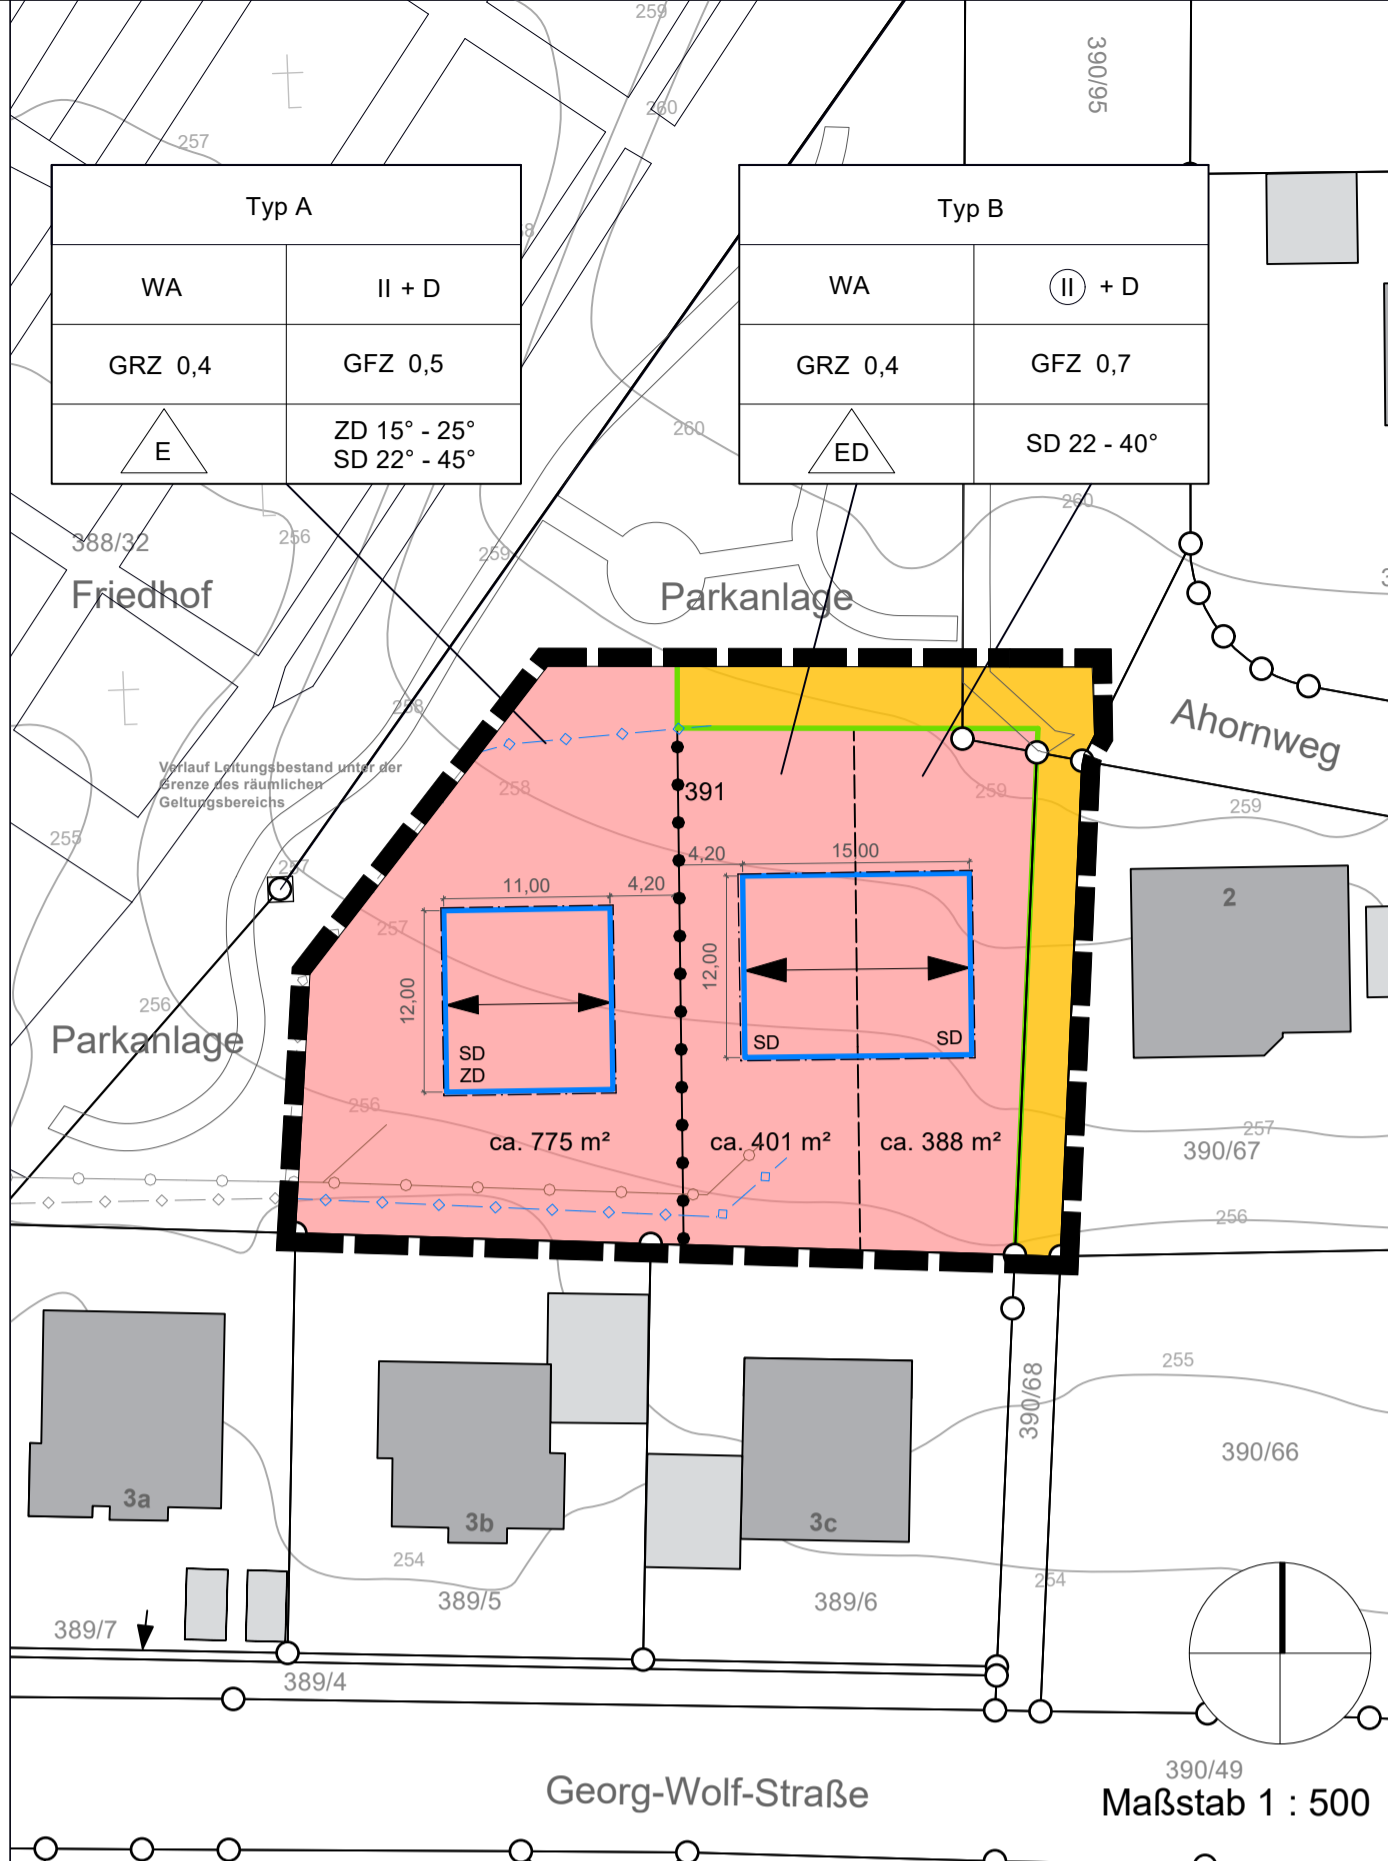 259
390/95
260
257
Typ A
WA
II + D
GRZ 0,4
GFZ 0,5
E
ZD 15° - 25°
SD 22° - 45°
Typ B
WA
II + D
GRZ 0,4
GFZ 0,7
ED
SD 22 - 40°
8
260
260
388/32
256
259
Friedhof
Parkanlage
258
Ahornweg
Verlauf Leitungsbestand unter der
Grenze des räumlichen
Geltungsbereichs
258
391
259
259
255
257
4,20
15,00
11,00
4,20
2
257
12,00
12,00
256
Parkanlage
SD
ZD
SD
SD
256
ca. 775 m²
ca. 401 m²
ca. 388 m²
257
390/67
256
255
390/68
390/66
3a
3b
3c
254
254
389/5
389/6
389/7
389/4
390/49
Georg-Wolf-Straße
Maßstab 1 : 500